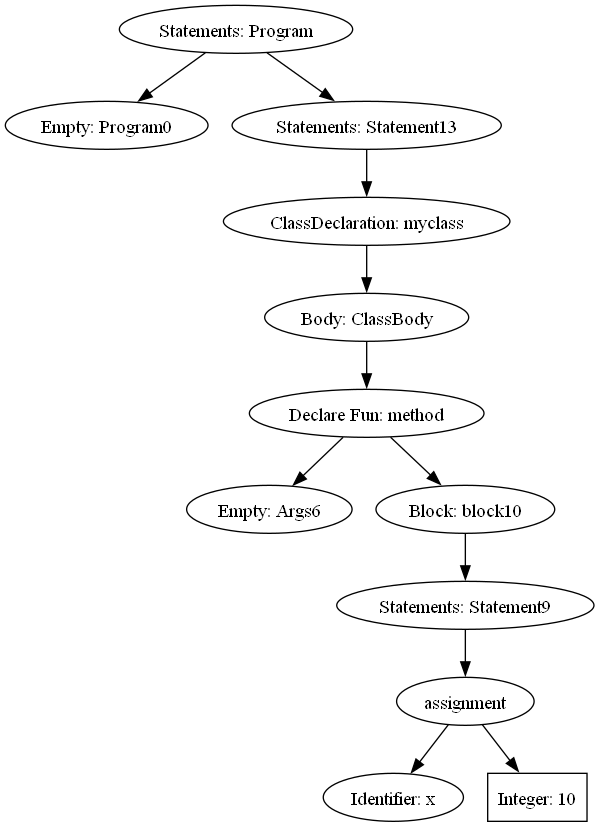 Statements: Program
Empty: Program0
Statements: Statement13
ClassDeclaration: myclass
Body: ClassBody
Declare Fun: method
Empty: Args6
Block: block10
Statements: Statement9
assignment
Identifier: x
Integer: 10